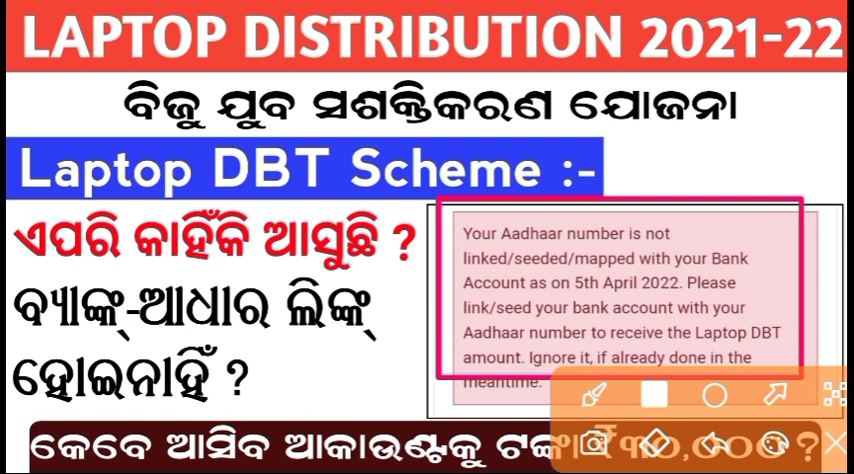 LAPTOP DISTRIBUTION 2021-22
ବିଜୁ ଯୁବ ସଶକ୍ତିକରଣ ଯୋଜନା
Laptop DBT Scheme :-
ଏପରି କାହିଁକି ଆସୁଛି ?
ବ୍ୟାଙ୍କ୍-ଆଧାର ଲିଙ୍କ୍
ହୋଇନାହିଁ ?
Your Aadhaar number is not
linked/seeded/mapped with your Bank
Account as on 5th April 2022. Please
link/seed your bank account with your
Aadhaar number to receive the Laptop DBT
amount. Ignore it, if already done in the
meantime.
କେବେ ଆସିବ ଆକାଉଣ୍ଟକୁ ଟଙ୍କା ₹୩୦,୦୦୦ ?